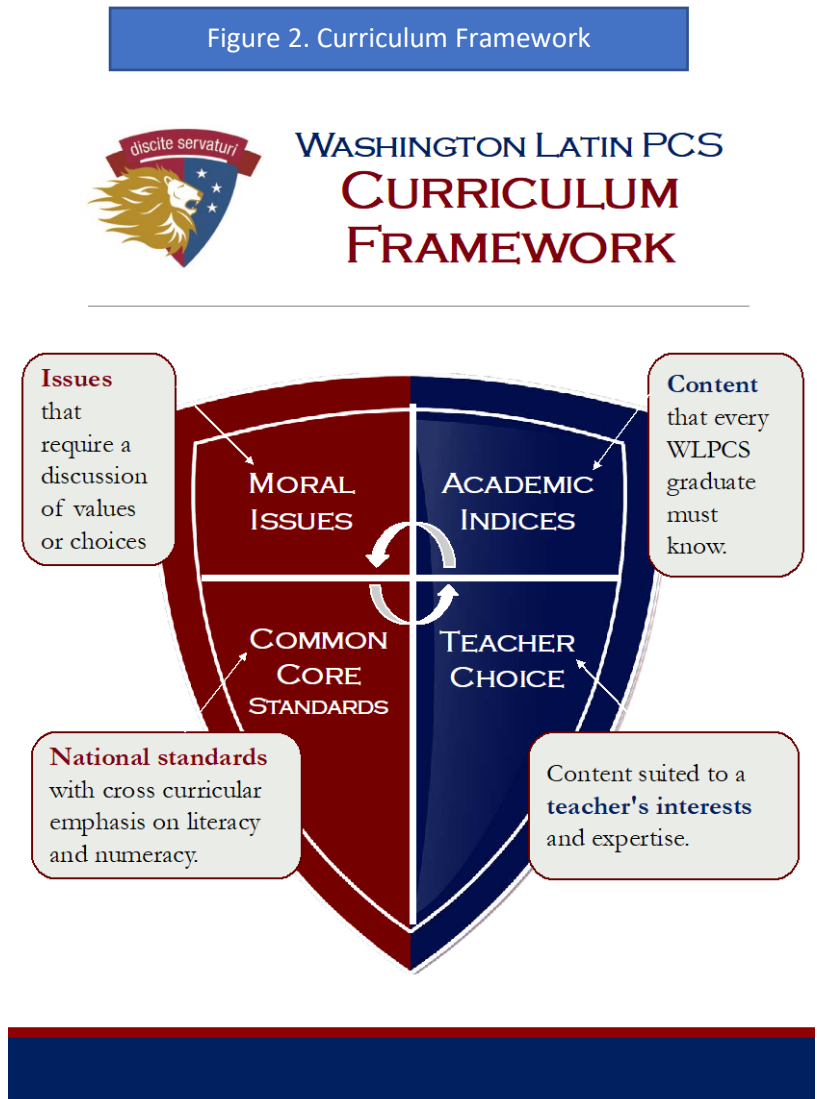 Figure 2. Curriculum Framework
discite servaturi
WASHINGTON LATIN PCS
CURRICULUM
FRAMEWORK
Issues
that
require a
discussion
of values
or choices
MORAL
ISSUES
ACADEMIC
INDICES
Content
that every
WLPCS
graduate
must
know.
COMMON
CORE
STANDARDS
TEACHER
CHOICE
National standards
with cross curricular
emphasis on literacy
and numeracy.
Content suited to a
teacher's interests
and expertise.